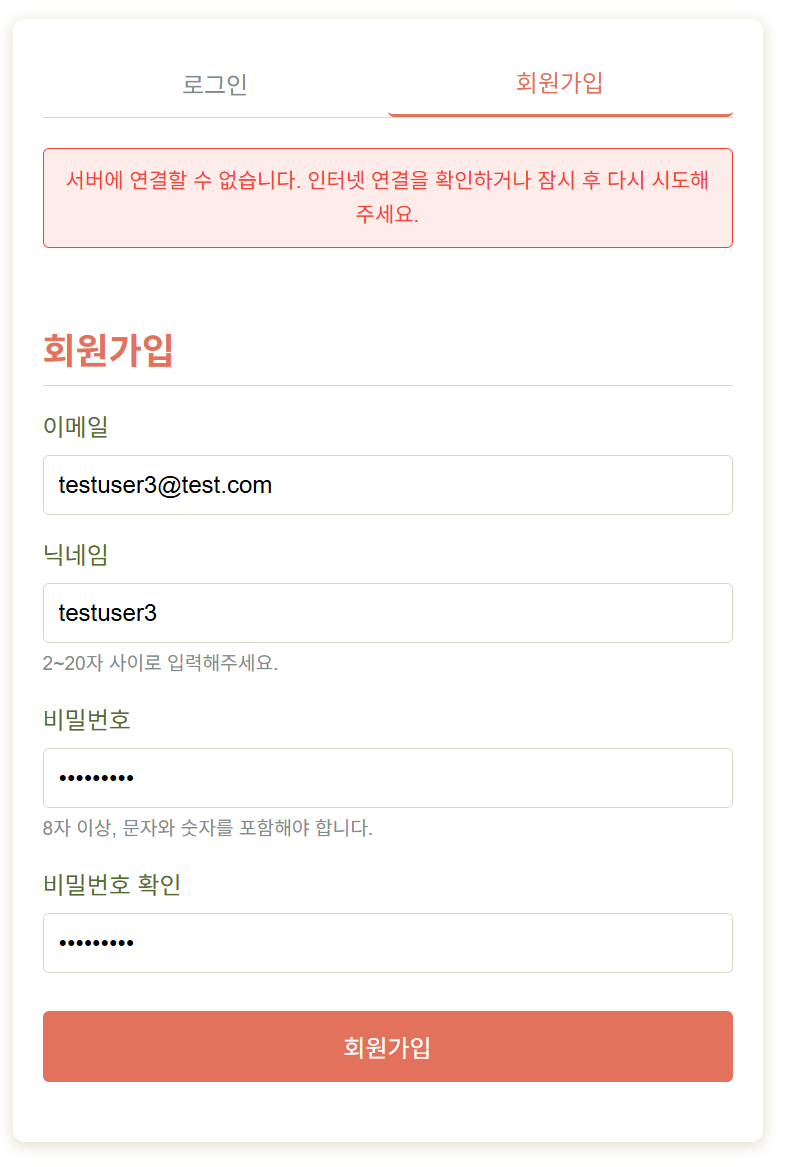 로그인
회원가입
서버에 연결할 수 없습니다. 인터넷 연결을 확인하거나 잠시 후 다시 시도해
주세요.
회원가입
이메일
testuser3@test.com
닉네임
testuser3
2~20자 사이로 입력해주세요.
비밀번호
•••••••••
8자 이상, 문자와 숫자를 포함해야 합니다.
비밀번호 확인
•••••••••
회원가입